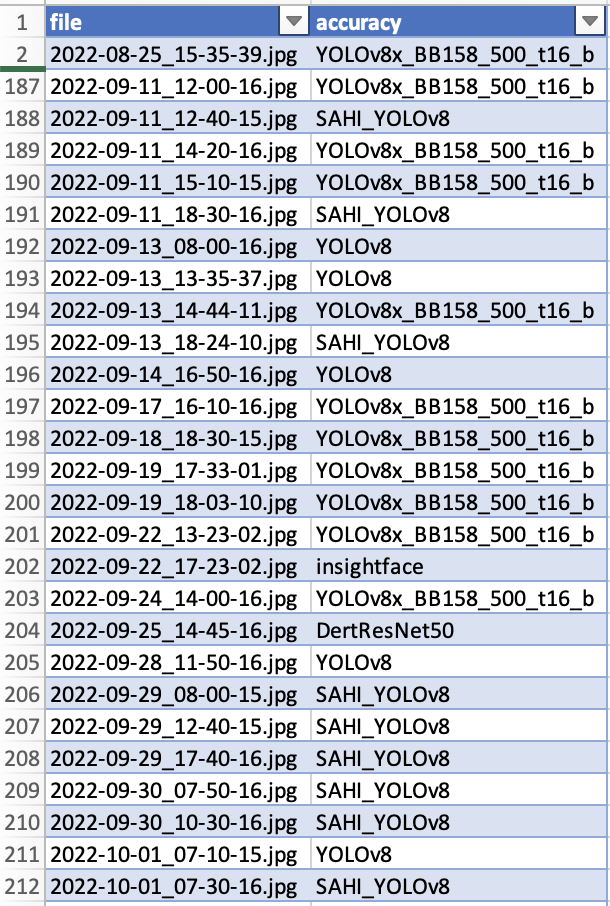 1 file accuracy
2 2022-08-25_15-35-39.jpg YOLOv8x_BB158_500_t16_b
187 2022-09-11_12-00-16.jpg YOLOv8x_BB158_500_t16_b
188 2022-09-11_12-40-15.jpg SAHI_YOLOv8
189 2022-09-11_14-20-16.jpg YOLOv8x_BB158_500_t16_b
190 2022-09-11_15-10-15.jpg YOLOv8x_BB158_500_t16_b
191 2022-09-11_18-30-16.jpg SAHI_YOLOv8
192 2022-09-13_08-00-16.jpg YOLOv8
193 2022-09-13_13-35-37.jpg YOLOv8
194 2022-09-13_14-44-11.jpg YOLOv8x_BB158_500_t16_b
195 2022-09-13_18-24-10.jpg SAHI_YOLOv8
196 2022-09-14_16-50-16.jpg YOLOv8
197 2022-09-17_16-10-16.jpg YOLOv8x_BB158_500_t16_b
198 2022-09-18_18-30-15.jpg YOLOv8x_BB158_500_t16_b
199 2022-09-19_17-33-01.jpg YOLOv8x_BB158_500_t16_b
200 2022-09-19_18-03-10.jpg YOLOv8x_BB158_500_t16_b
201 2022-09-22_13-23-02.jpg YOLOv8x_BB158_500_t16_b
202 2022-09-22_17-23-02.jpg insightface
203 2022-09-24_14-00-16.jpg YOLOv8x_BB158_500_t16_b
204 2022-09-25_14-45-16.jpg DertResNet50
205 2022-09-28_11-50-16.jpg YOLOv8
206 2022-09-29_08-00-15.jpg SAHI_YOLOv8
207 2022-09-29_12-40-15.jpg SAHI_YOLOv8
208 2022-09-29_17-40-16.jpg SAHI_YOLOv8
209 2022-09-30_07-50-16.jpg SAHI_YOLOv8
210 2022-09-30_10-30-16.jpg SAHI_YOLOv8
211 2022-10-01_07-10-15.jpg YOLOv8
212 2022-10-01_07-30-16.jpg SAHI_YOLOv8